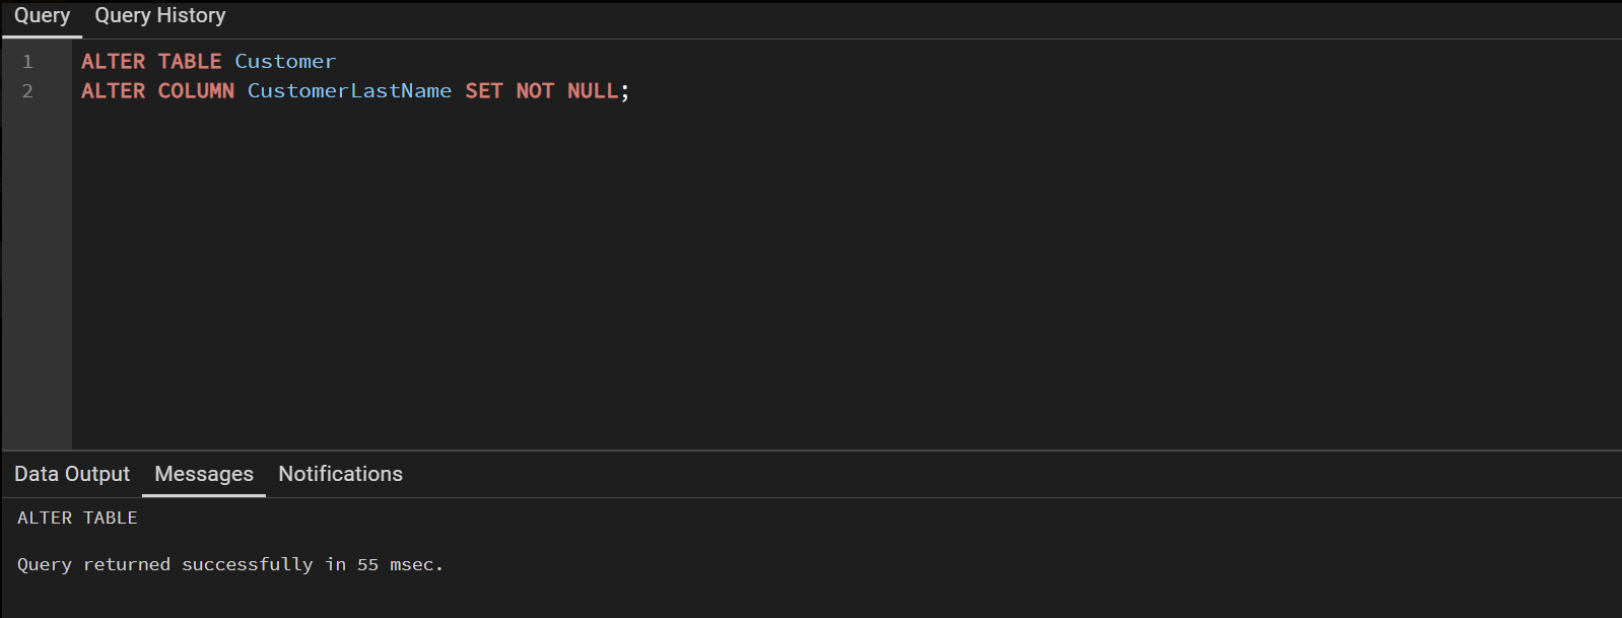 Query Query History
1 ALTER TABLE Customer
2 ALTER COLUMN CustomerLastName SET NOT NULL;
Data Output Messages Notifications
ALTER TABLE
Query returned successfully in 55 msec.